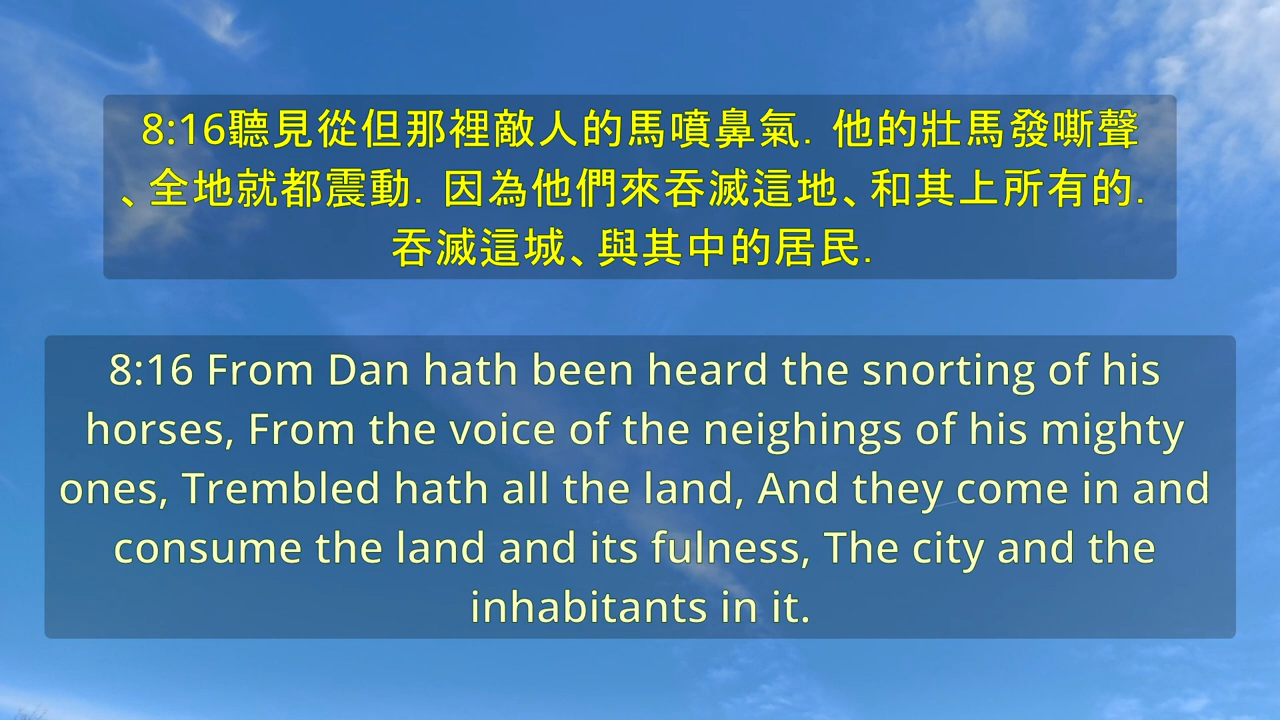 8:16聽見從但那裡敵人的馬噴鼻氣. 他的壯馬發嘶聲
、全地就都震動. 因為他們來吞滅這地、和其上所有的.
吞滅這城、與其中的居民.
8:16 From Dan hath been heard the snorting of his
horses, From the voice of the neighings of his mighty
ones, Trembled hath all the land, And they come in and
consume the land and its fulness, The city and the
inhabitants in it.